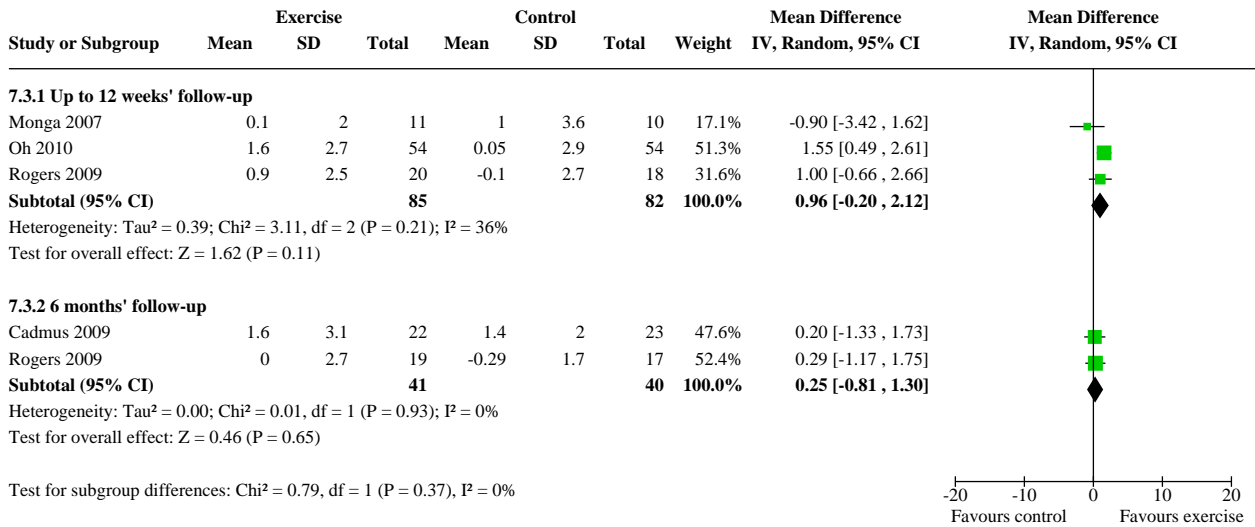 Exercise Control Mean Difference Mean Difference
Study or Subgroup Mean SD Total Mean SD Total Weight IV, Random, 95% CI IV, Random, 95% CI
7.3.1 Up to 12 weeks' follow-up
Monga 2007 0.1 2 11 1 3.6 10 17.1% -0.90 [-3.42 , 1.62]
Oh 2010 1.6 2.7 54 0.05 2.9 54 51.3% 1.55 [0.49 , 2.61]
Rogers 2009 0.9 2.5 20 -0.1 2.7 18 31.6% 1.00 [-0.66 , 2.66]
Subtotal (95% CI) 85 82 100.0% 0.96 [-0.20 , 2.12]
Heterogeneity: Tau² = 0.39; Chi² = 3.11, df = 2 (P = 0.21); I² = 36%
Test for overall effect: Z = 1.62 (P = 0.11)
7.3.2 6 months' follow-up
Cadmus 2009 1.6 3.1 22 1.4 2 23 47.6% 0.20 [-1.33 , 1.73]
Rogers 2009 0 2.7 19 -0.29 1.7 17 52.4% 0.29 [-1.17 , 1.75]
Subtotal (95% CI) 41 40 100.0% 0.25 [-0.81 , 1.30]
Heterogeneity: Tau² = 0.00; Chi² = 0.01, df = 1 (P = 0.93); I² = 0%
Test for overall effect: Z = 0.46 (P = 0.65)
Test for subgroup differences: Chi² = 0.79, df = 1 (P = 0.37), I² = 0%
-20 -10 0 10 20
Favours control Favours exercise